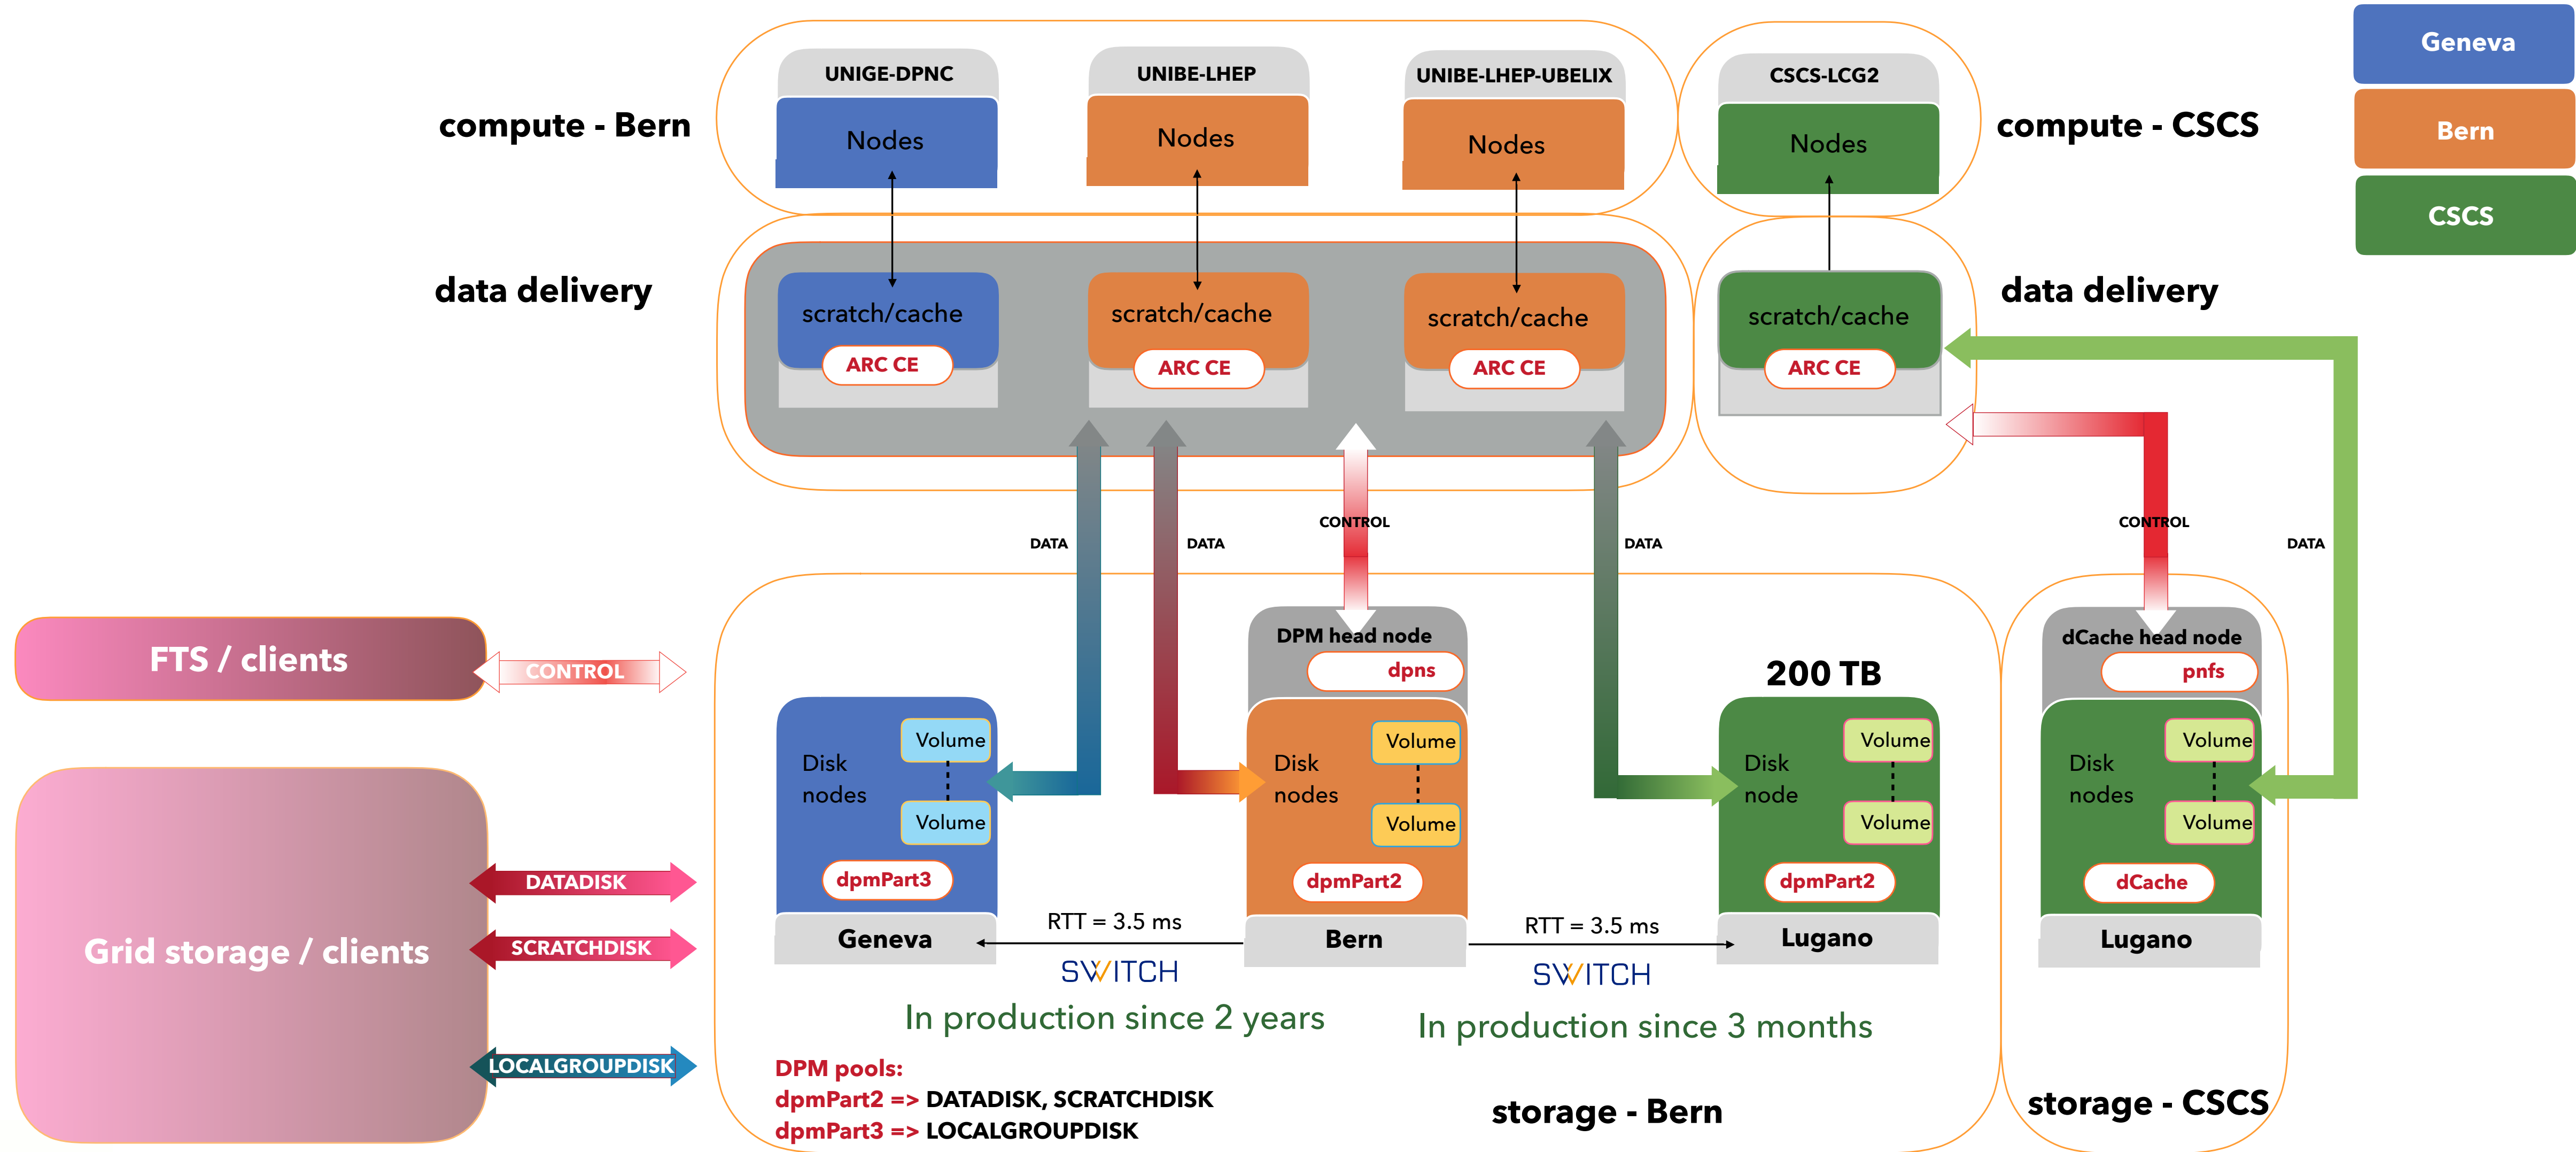 Geneva
Bern
CSCS
compute - Bern
UNIGE-DPNC
Nodes
UNIBE-LHEP
Nodes
UNIBE-LHEP-UBELIX
Nodes
CSCS-LCG2
Nodes
compute - CSCS
data delivery
scratch/cache
ARC CE
scratch/cache
ARC CE
scratch/cache
ARC CE
scratch/cache
ARC CE
data delivery
DATA
DATA
CONTROL
DATA
CONTROL
DATA
FTS / clients
CONTROL
Grid storage / clients
DATADISK
SCRATCHDISK
LOCALGROUPDISK
Disk
nodes
Volume
Volume
dpmPart3
Geneva
RTT = 3.5 ms
SWITCH
DPM head node
dpns
Disk
nodes
Volume
Volume
dpmPart2
Bern
RTT = 3.5 ms
SWITCH
200 TB
Disk
node
Volume
Volume
dpmPart2
Lugano
dCache head node
pnfs
Disk
nodes
Volume
Volume
dCache
Lugano
In production since 2 years
In production since 3 months
DPM pools:
dpmPart2 => DATADISK, SCRATCHDISK
dpmPart3 => LOCALGROUPDISK
storage - Bern
storage - CSCS